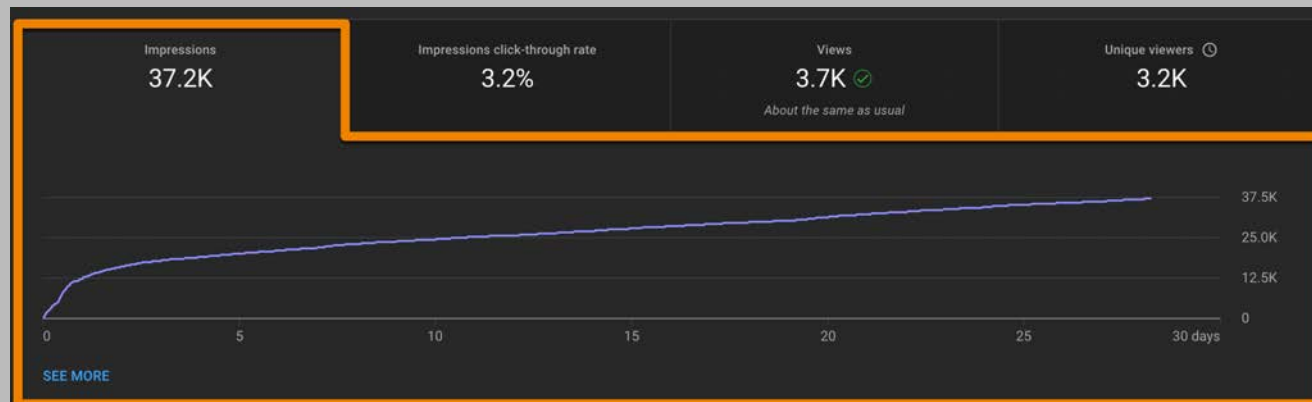 Impressions
37.2K
Impressions click-through rate
3.2%
Views
3.7K
About the same as usual
Unique viewers
3.2K
37.5K
25.0K
12.5K
0
0 5 10 15 20 25 30 days
SEE MORE